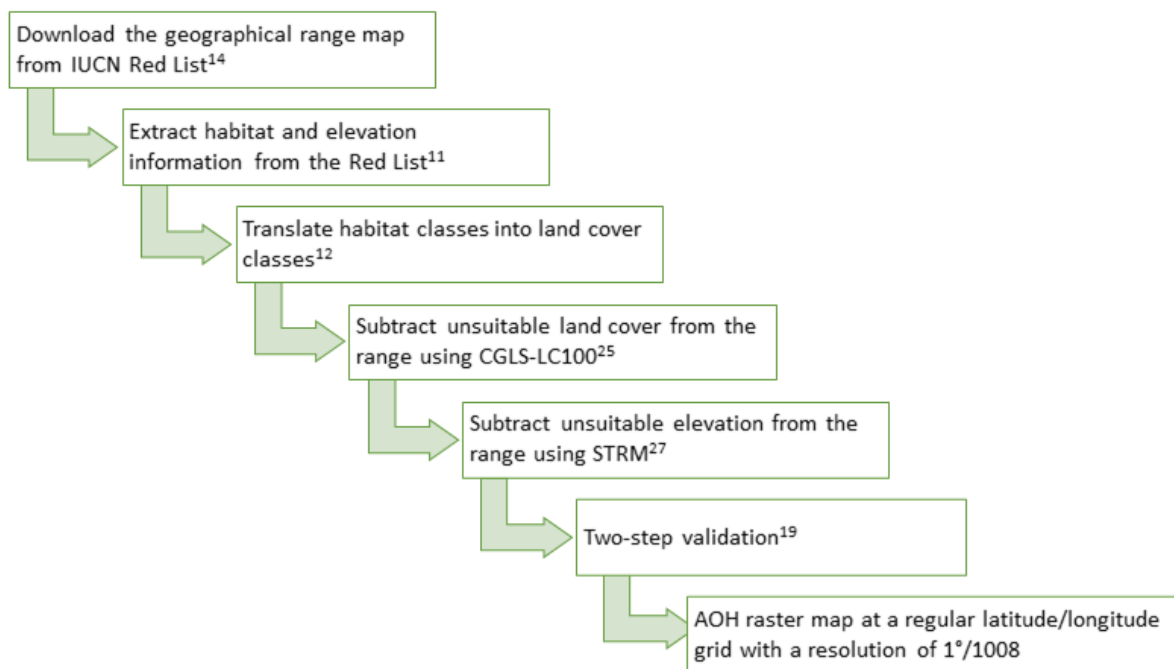 Download the geographical range map
from IUCN Red List¹⁴
Extract habitat and elevation
information from the Red List¹¹
Translate habitat classes into land cover
classes¹²
Subtract unsuitable land cover from the
range using CGLS-LC100²⁵
Subtract unsuitable elevation from the
range using STRM²⁷
Two-step validation¹⁹
AOH raster map at a regular latitude/longitude
grid with a resolution of 1°/1008